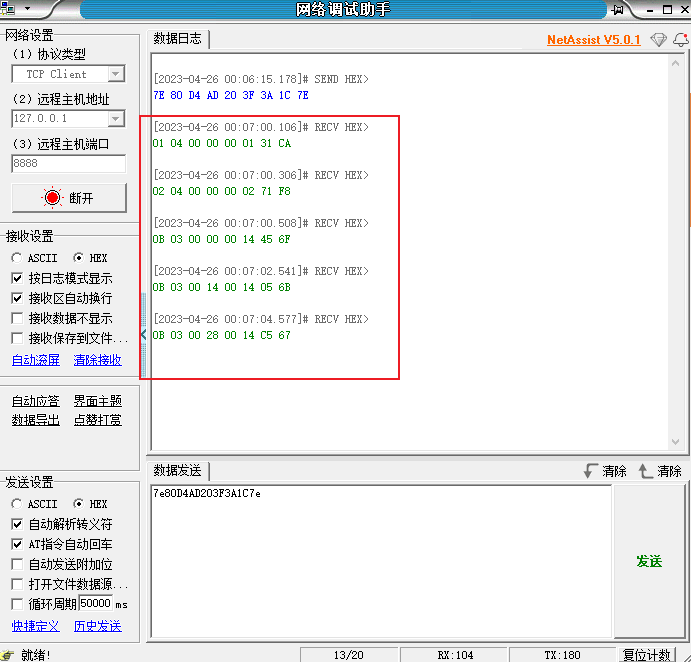 网络调试助手
网络设置
(1) 协议类型
TCP Client
(2) 远程主机地址
127.0.0.1
(3) 远程主机端口
8888
断开
接收设置
ASCII HEX
按日志模式显示
接收区自动换行
接收数据不显示
接收保存到文件...
自动滚屏 清除接收
自动应答 界面主题
数据导出 点赞打赏
发送设置
ASCII HEX
自动解析转义符
AT指令自动回车
自动发送附加位
打开文件数据源...
循环周期 50000 ms
快捷定义 历史发送
数据日志
NetAssist V5.0.1
[2023-04-26 00:06:15.178]# SEND HEX>
7E 80 D4 AD 20 3F 3A 1C 7E
[2023-04-26 00:07:00.106]# RECV HEX>
01 04 00 00 00 01 31 CA
[2023-04-26 00:07:00.306]# RECV HEX>
02 04 00 00 00 02 71 F8
[2023-04-26 00:07:00.508]# RECV HEX>
0B 03 00 00 00 14 45 6F
[2023-04-26 00:07:02.541]# RECV HEX>
0B 03 00 14 00 14 05 6B
[2023-04-26 00:07:04.577]# RECV HEX>
0B 03 00 28 00 14 C5 67
数据发送
清除 清除
7e80D4AD203F3A1C7e
发送
就绪!
13/20
RX:104
TX:180
复位计数